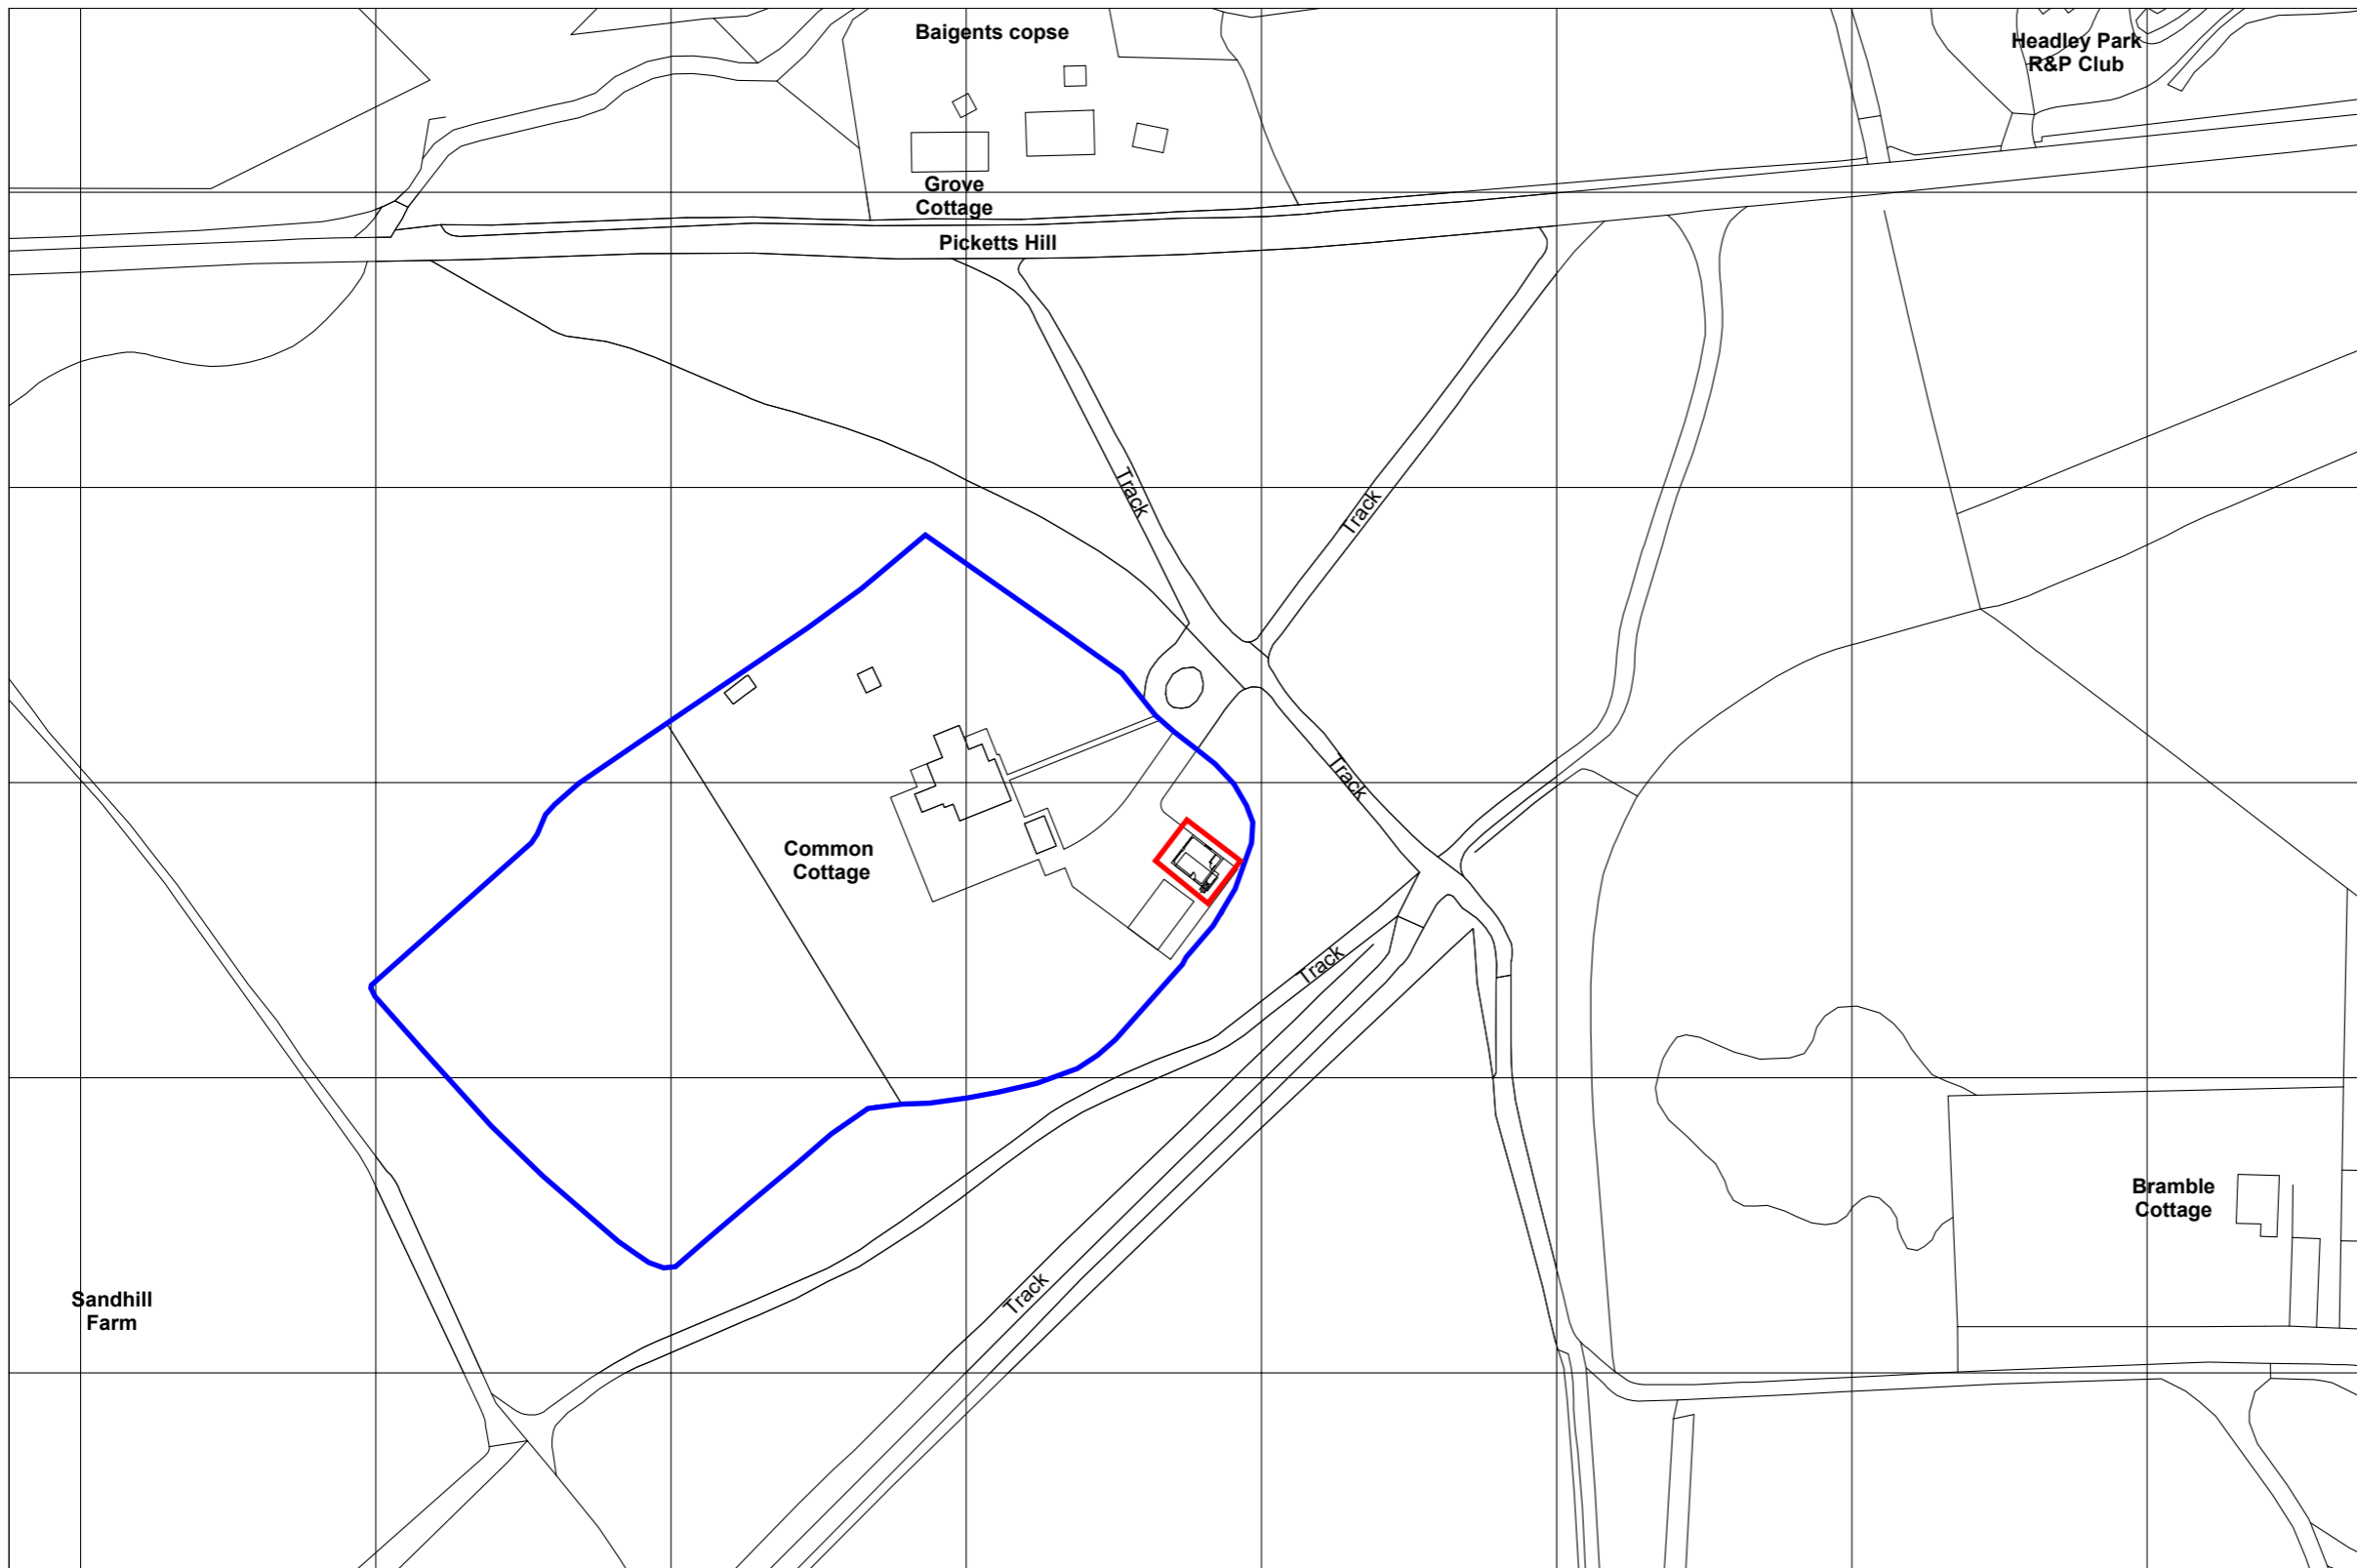 Baigents copse
Headley Park
R&P Club
Grove
Cottage
Picketts Hill
Track
Track
Track
Common
Cottage
Track
Bramble
Cottage
Track
Sandhill
Farm